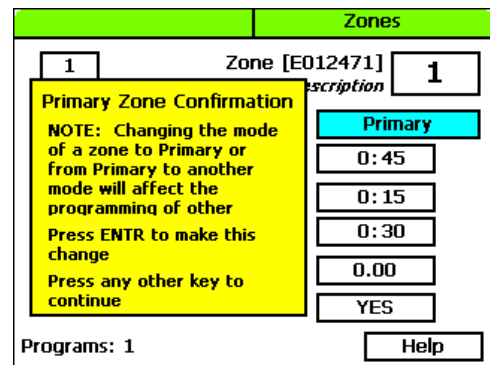 Zones
1
Zone [E012471]
1
Primary Zone Confirmation
NOTE: Changing the mode
of a zone to Primary or
from Primary to another
mode will affect the
programming of other
Press ENTR to make this
change
Press any other key to
continue
Primary
0:45
0:15
0:30
0.00
YES
Programs: 1
Help